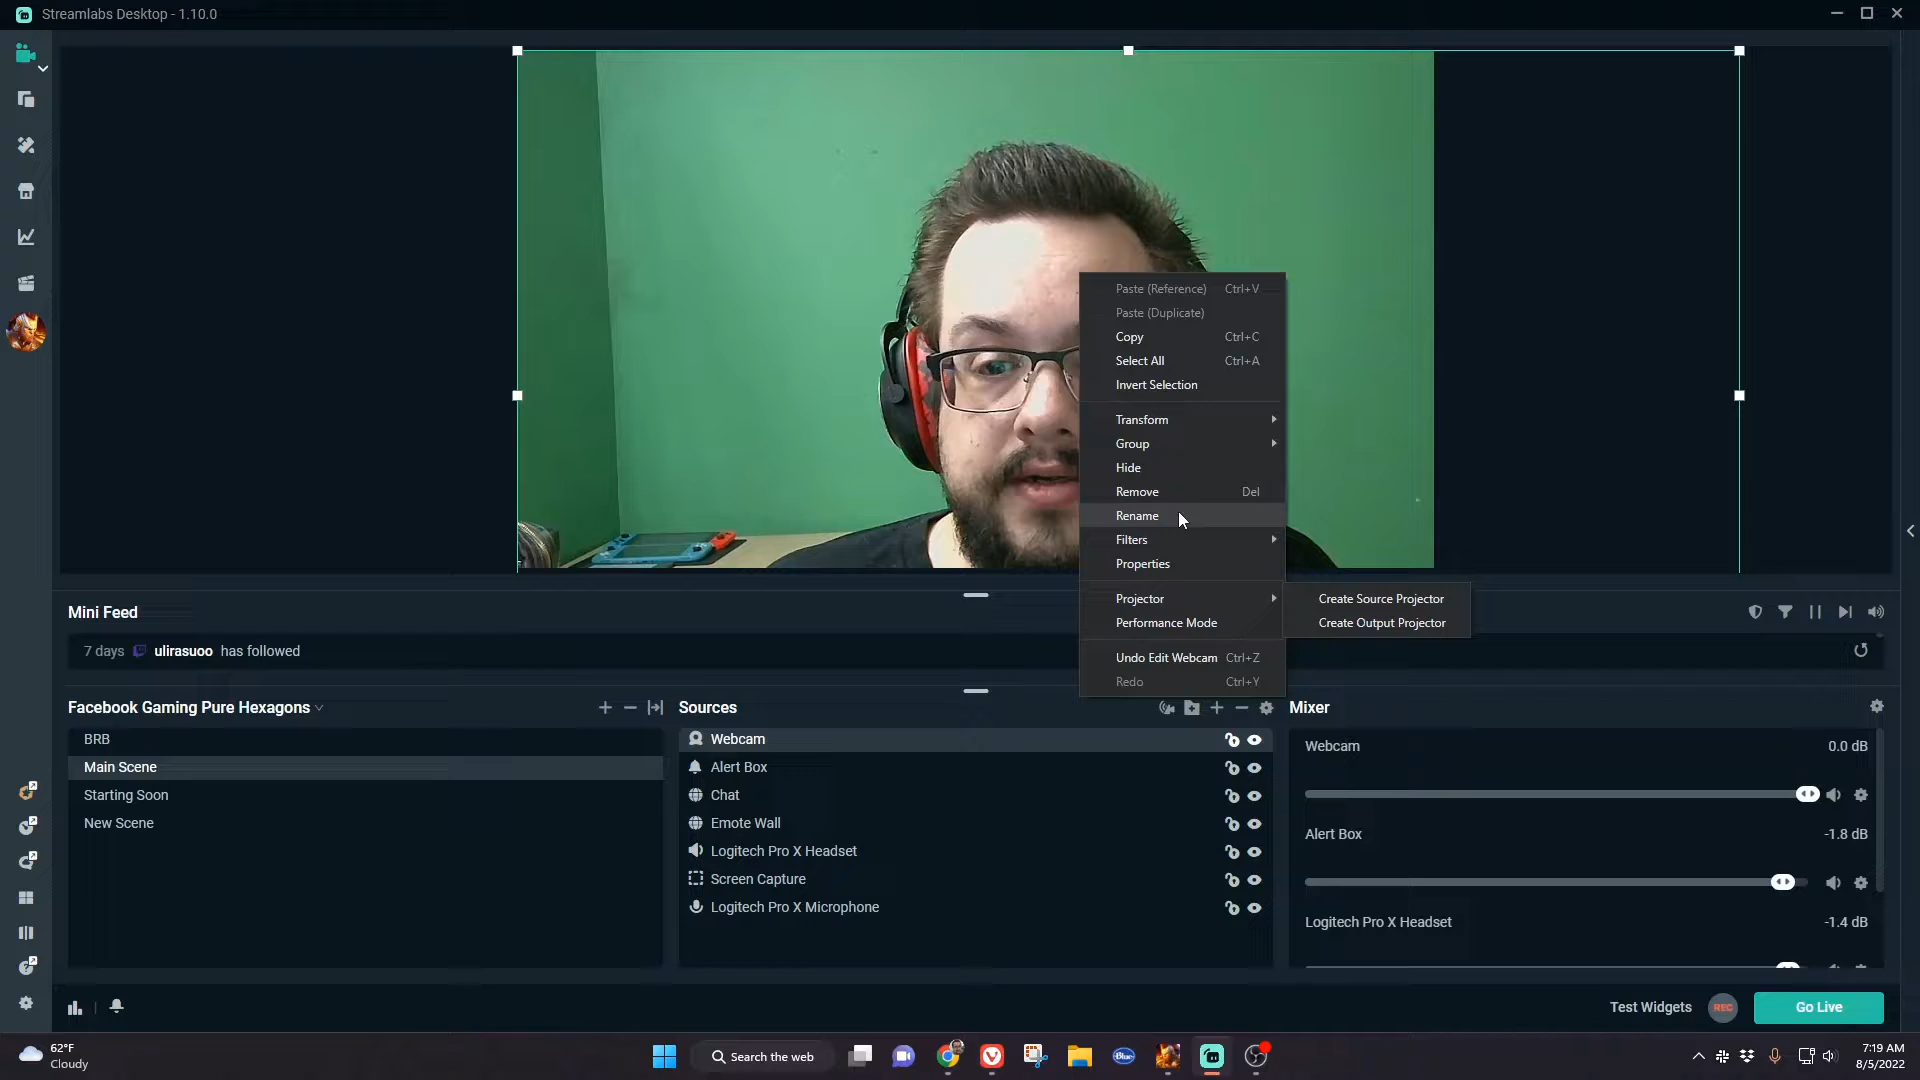 Streamlabs Desktop - 1.10.0
Paste (Reference) Ctrl+V
Paste (Duplicate)
Copy Ctrl+C
Select All Ctrl+A
Invert Selection
Transform
Group
Hide
Remove Del
Rename
Filters
Properties
Projector
Create Source Projector
Performance Mode
Create Output Projector
Undo Edit Webcam Ctrl+Z
Redo Ctrl+Y
Mini Feed
7 days ulirasuoo has followed
Facebook Gaming Pure Hexagons
BRB
Main Scene
Starting Soon
New Scene
Sources
Webcam
Alert Box
Chat
Emote Wall
Logitech Pro X Headset
Screen Capture
Logitech Pro X Microphone
Mixer
Webcam 0.0 dB
Alert Box -1.8 dB
Logitech Pro X Headset -1.4 dB
Test Widgets
REC
Go Live
62°F
Cloudy
Search the web
Blue
7:19 AM
8/5/2022